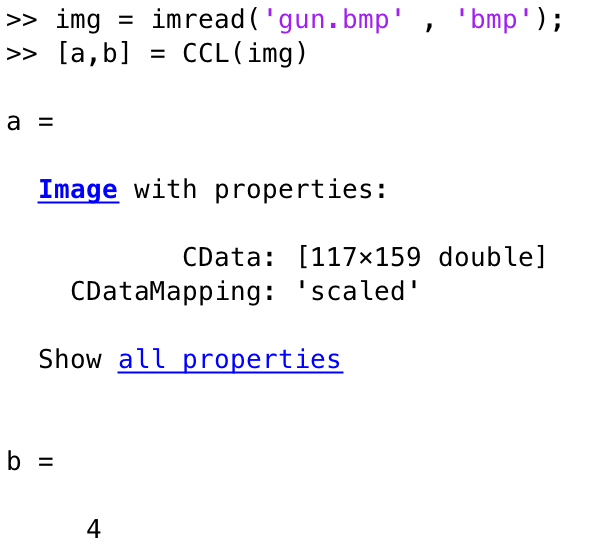 >> img = imread('gun.bmp' , 'bmp');
>> [a,b] = CCL(img)
a =
Image with properties:
CData: [117×159 double]
CDataMapping: 'scaled'
Show all properties
b =
4